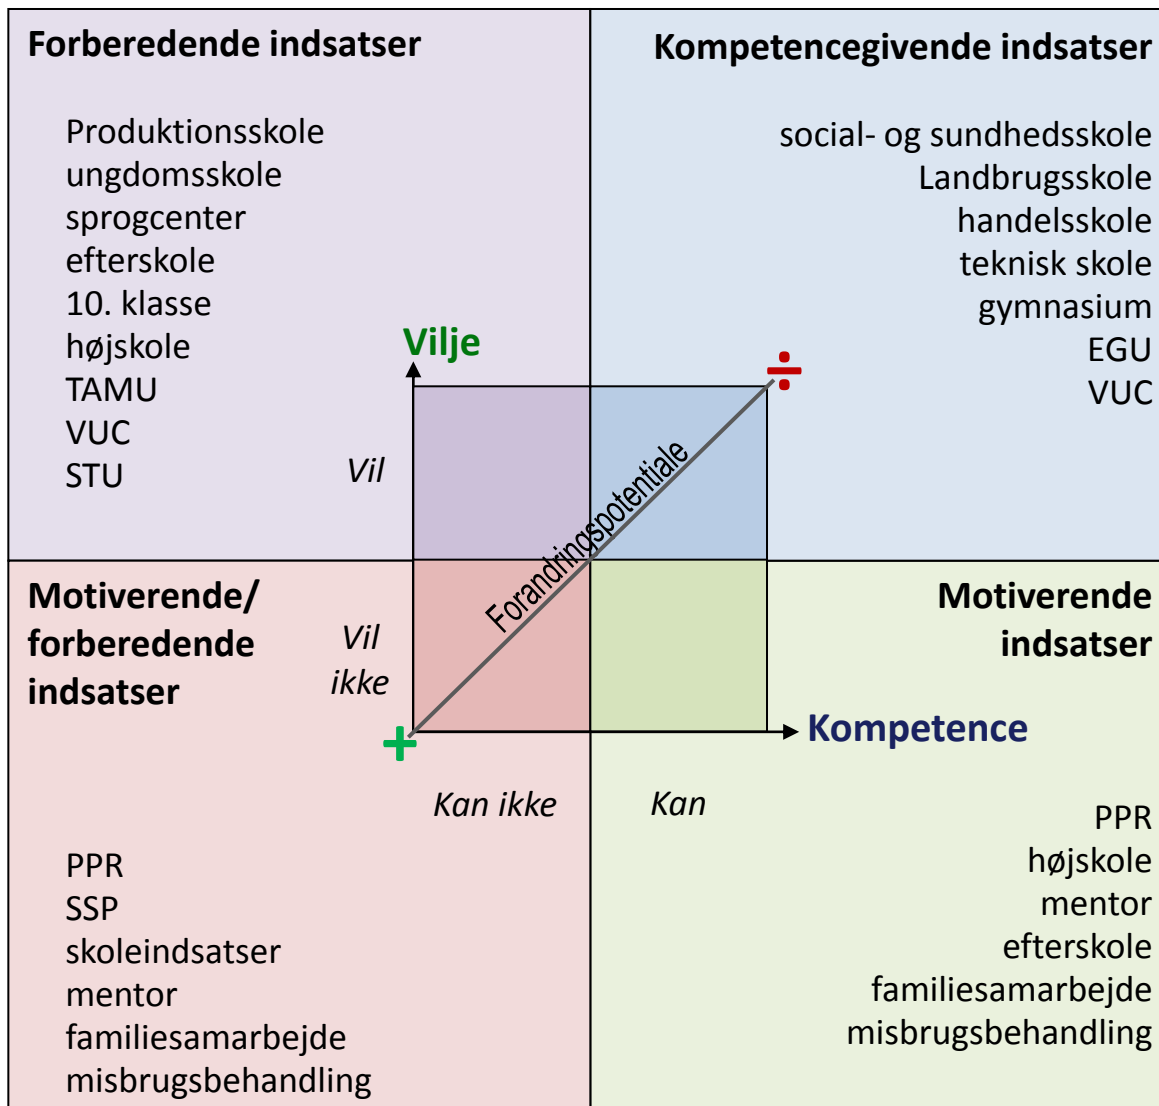 Forberedende indsatser
Produktionsskole
ungdomsskole
sprogcenter
efterskole
10. klasse
højskole
TAMU
VUC
STU
Kompetencegivende indsatser
social- og sundhedsskole
Landbrugsskole
handelsskole
teknisk skole
gymnasium
EGU
VUC
Vilje
÷
Vil
Forandringspotentiale
Motiverende/
forberedende
indsatser
Vil
ikke
+
Kompetence
Kan ikke
Kan
PPR
SSP
skoleindsatser
mentor
familiesamarbejde
misbrugsbehandling
Motiverende
indsatser
PPR
højskole
mentor
efterskole
familiesamarbejde
misbrugsbehandling